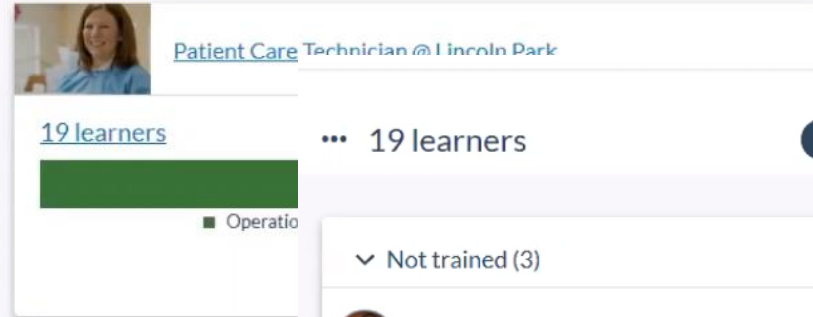 Patient Care Technician @ Lincoln Park
19 learners
Operatio
••• 19 learners
Not trained (3)